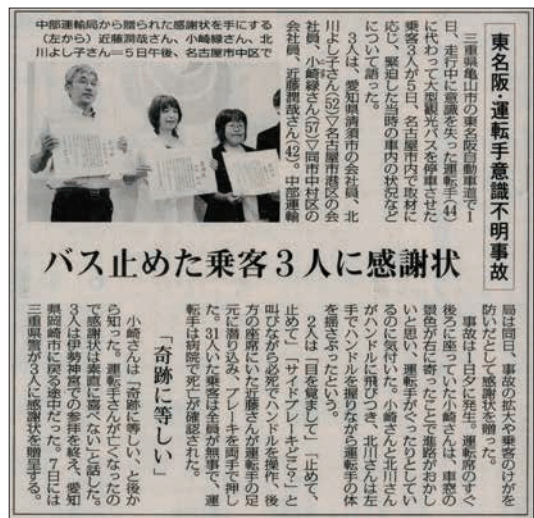 東名阪・運転手意識不明事故
バス止めた乗客３人に感謝状
中部運輸局から贈られた感謝状を手にする
（左から）近藤潤哉さん、小崎緑さん、北
川よし子さん＝５日午後、名古屋市中区で
三重県亀山市の東名阪自動車道で１
日、走行中に意識を失った運転手(44)
に代わって大型観光バスを停車させた
乗客３人が５日、名古屋市内で取材に
応じ、緊迫した当時の車内の状況など
について語った。
３人は、愛知県清須市の会社員、北
川よし子さん(52)▽名古屋市港区の会
社員、小崎緑さん(57)▽同市中村区の
会社員、近藤潤哉さん(42)。中部運輸
局は同日、事故の拡大や乗客のけがを
防いだとして感謝状を贈った。
事故は１日夕に発生。運転席のすぐ
後ろに座っていた小崎さんは、車窓の
景色が右に寄ったことで進路がおかし
いと思い、運転手がぐったりとしてい
るのに気付いた。小崎さんと北川さん
がハンドルに飛びつき、北川さんは左
手でハンドルを握りながら運転手の体
を揺さぶったという。
２人は「目を覚まして」「止めて、
止めて」「サイドブレーキどこ？」と
叫びながら必死でハンドルを操作、後
方の座席にいた近藤さんが運転手の足
元に潜り込み、ブレーキを両手で押し
た。31人いた乗客は全員が無事で、運
転手は病院で死亡が確認された。
「奇跡に等しい」
小崎さんは「奇跡に等しい、と後か
ら知った。運転手さんが亡くなったの
で感謝状は素直に喜べない」と話した。
３人は伊勢神宮での参拝を終え、愛知
県岡崎市に戻る途中だった。７日には
三重県警が３人に感謝状を贈呈する。